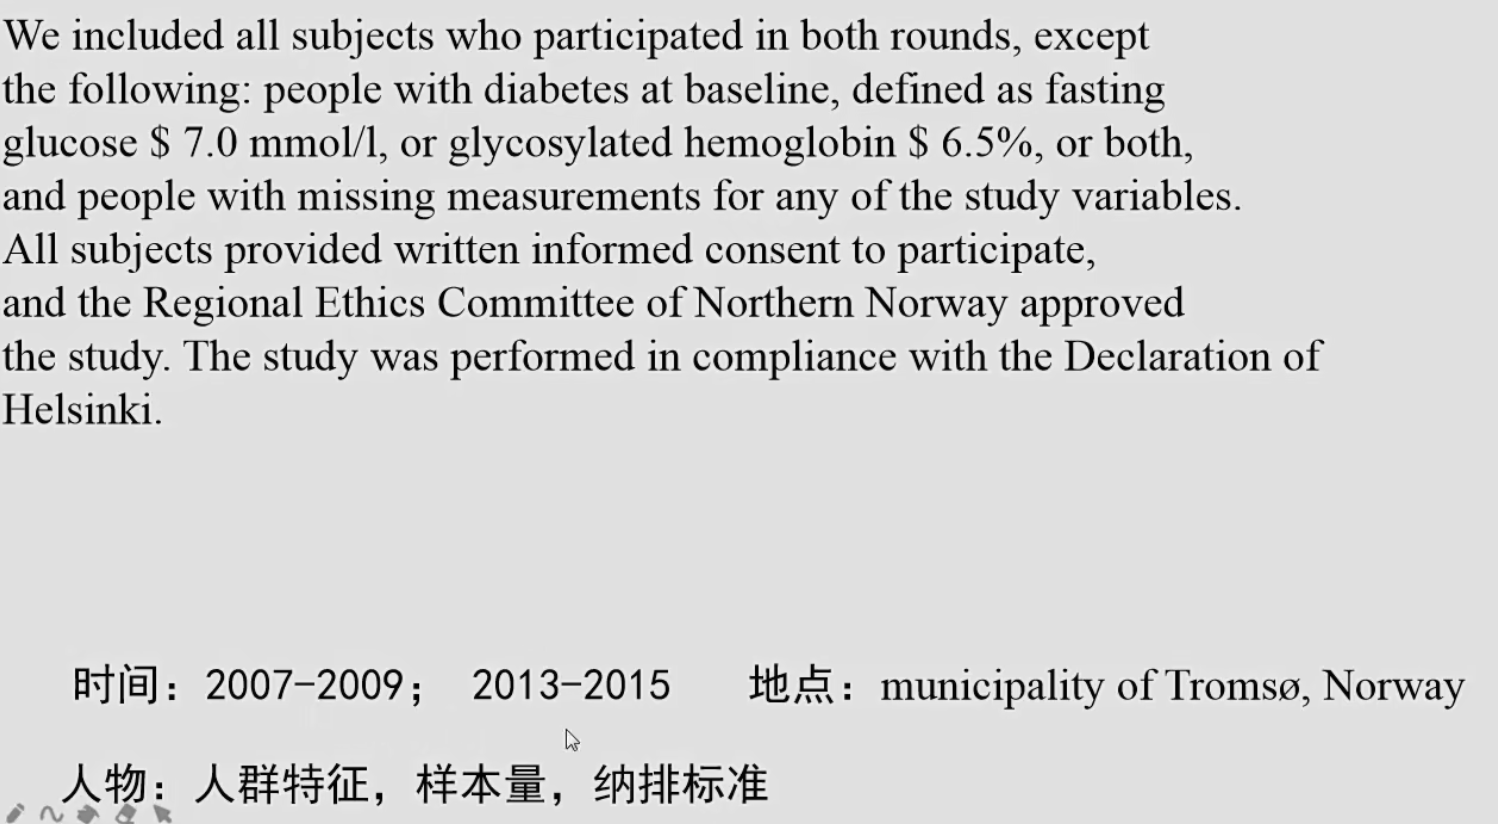 We included all subjects who participated in both rounds, except
the following: people with diabetes at baseline, defined as fasting
glucose $ 7.0 mmol/l, or glycosylated hemoglobin $ 6.5%, or both,
and people with missing measurements for any of the study variables.
All subjects provided written informed consent to participate,
and the Regional Ethics Committee of Northern Norway approved
the study. The study was performed in compliance with the Declaration of
Helsinki.
时间：2007-2009； 2013-2015 地点：municipality of Tromsø, Norway
人物：人群特征，样本量，纳排标准